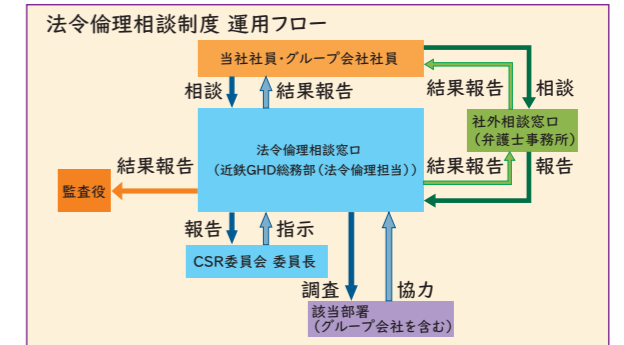 法令倫理相談制度 運用フロー
当社社員・グループ会社社員
相談
結果報告
結果報告
相談
社外相談窓口
（弁護士事務所）
法令倫理相談窓口
（近鉄GHD総務部（法令倫理担当））
結果報告
監査役
結果報告
報告
報告
指示
CSR委員会 委員長
調査
協力
該当部署
（グループ会社を含む）